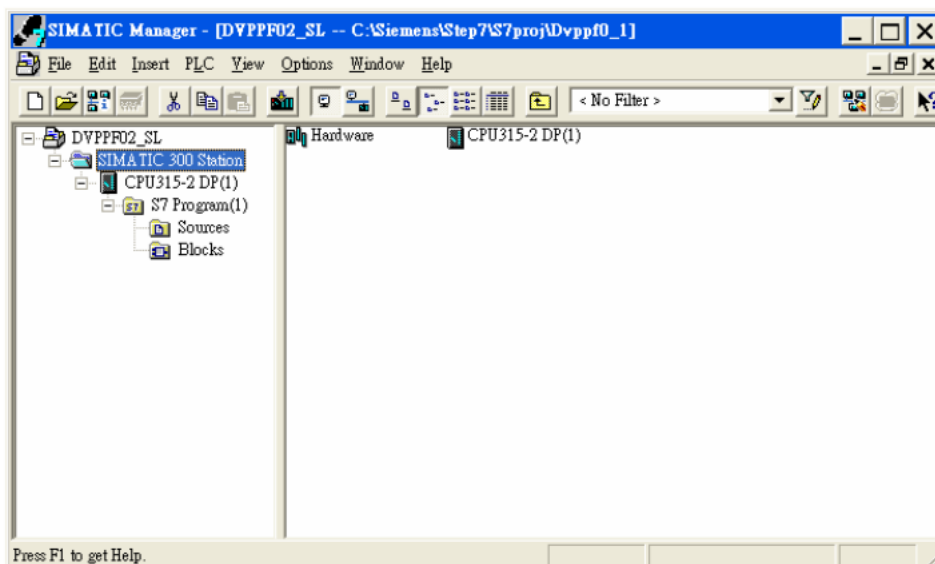 SIMATIC Manager - [DVPPF02_SL -- C:\Siemens\Step7\S7proj\Dvppf0_1]
File Edit Insert PLC View Options Window Help
< No Filter >
DVPPF02_SL
SIMATIC 300 Station
CPU315-2 DP(1)
S7 Program(1)
Sources
Blocks
Hardware CPU315-2 DP(1)
Press F1 to get Help.